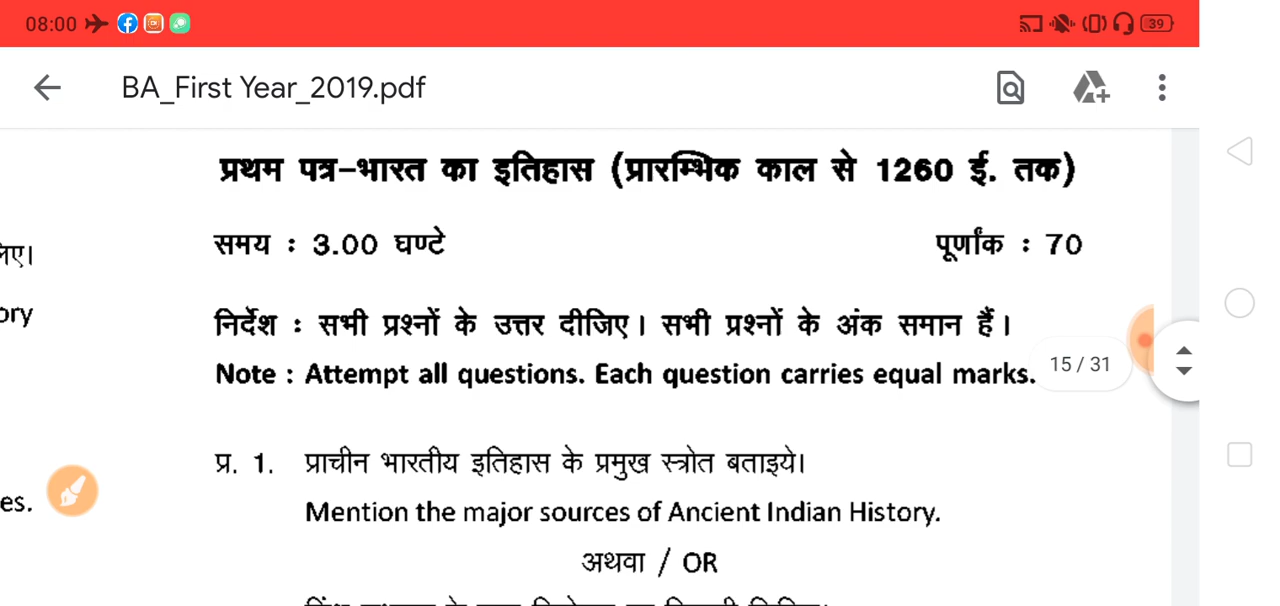 08:00
39
BA_First Year_2019.pdf
प्रथम पत्र-भारत का इतिहास (प्रारम्भिक काल से 1260 ई. तक)
समय : 3.00 घण्टे पूर्णांक : 70
लिए।
ory
निर्देश : सभी प्रश्नों के उत्तर दीजिए। सभी प्रश्नों के अंक समान हैं।
Note : Attempt all questions. Each question carries equal marks.
15 / 31
प्र. 1. प्राचीन भारतीय इतिहास के प्रमुख स्त्रोत बताइये।
es.
Mention the major sources of Ancient Indian History.
अथवा / OR